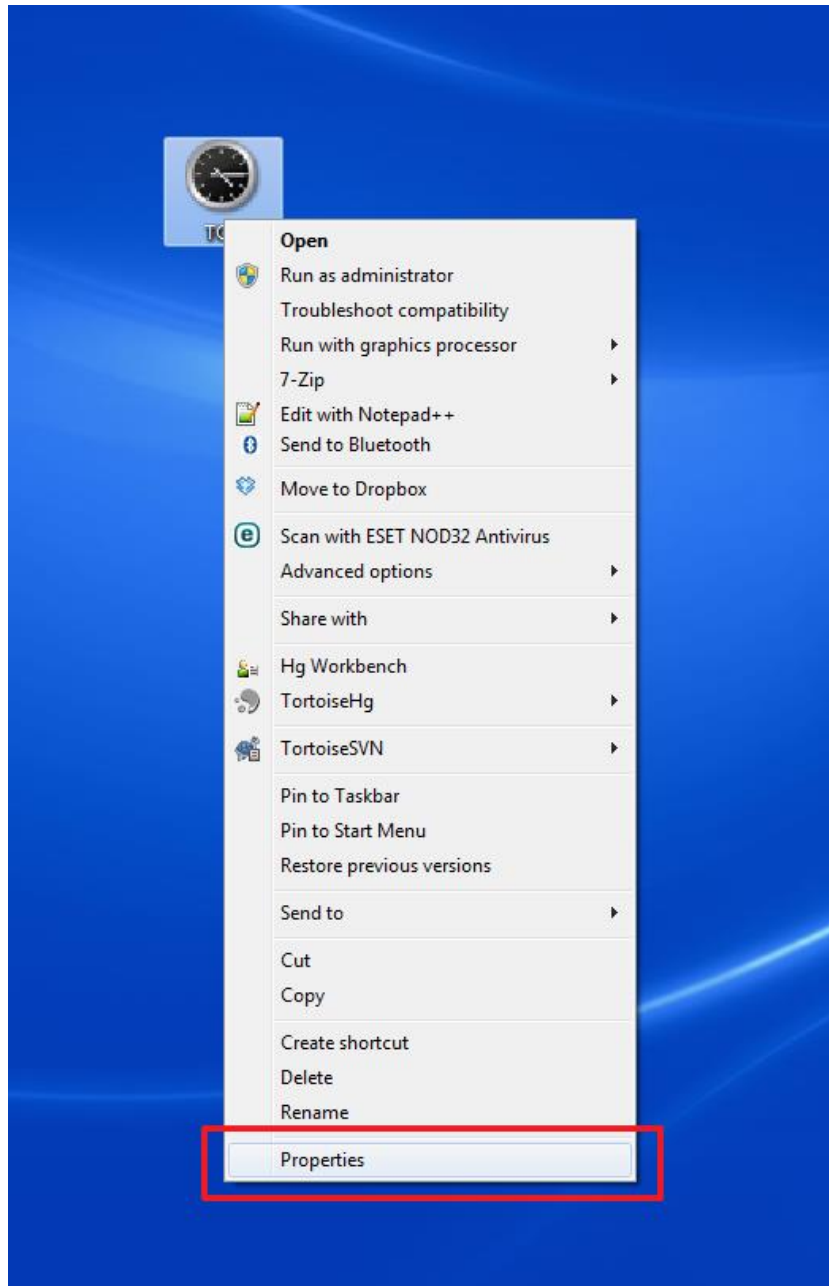 Open
Run as administrator
Troubleshoot compatibility
Run with graphics processor
7-Zip
Edit with Notepad++
Send to Bluetooth
Move to Dropbox
Scan with ESET NOD32 Antivirus
Advanced options
Share with
Hg Workbench
TortoiseHg
TortoiseSVN
Pin to Taskbar
Pin to Start Menu
Restore previous versions
Send to
Cut
Copy
Create shortcut
Delete
Rename
Properties